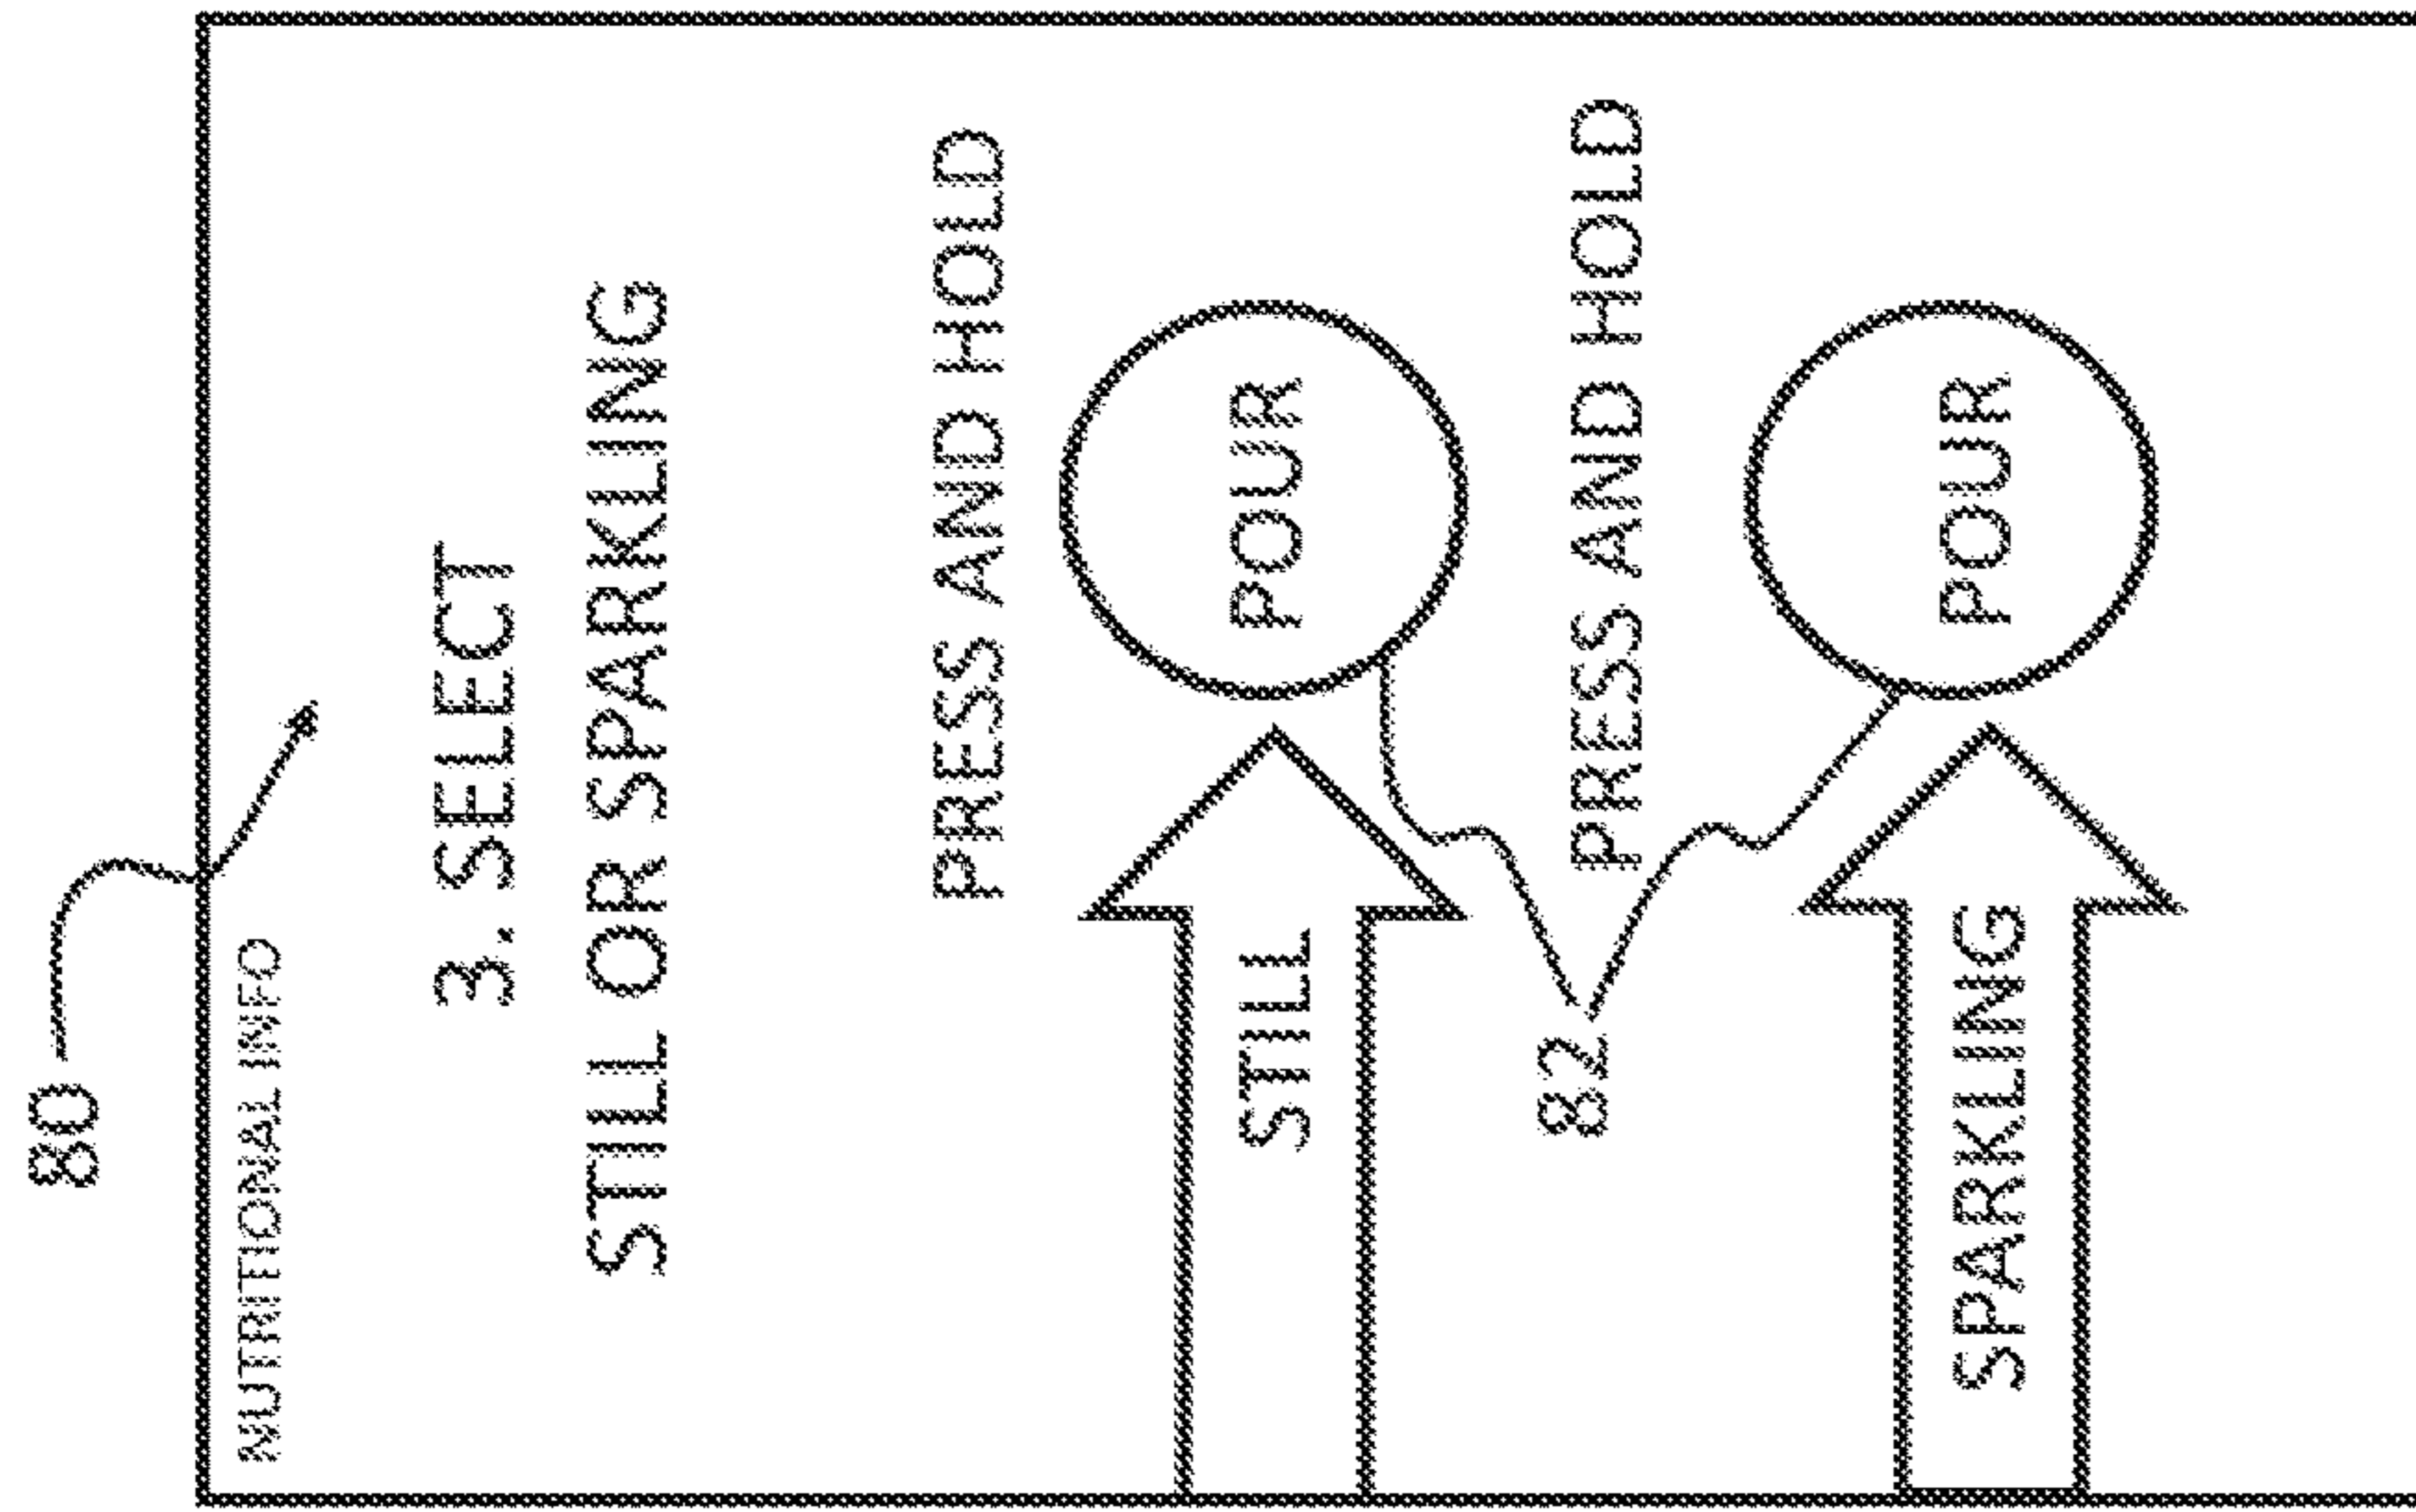 80
NUTRITIONAL INFO
3. SELECT
STILL OR SPARKLING
PRESS AND HOLD
STILL
POUR
82
PRESS AND HOLD
SPARKLING
POUR